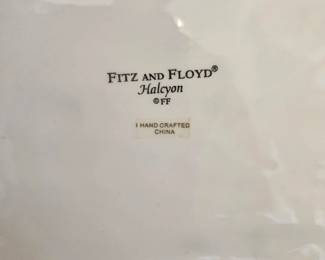 FITZ AND FLOYD®
Halcyon
©FF
HAND CRAFTED
CHINA